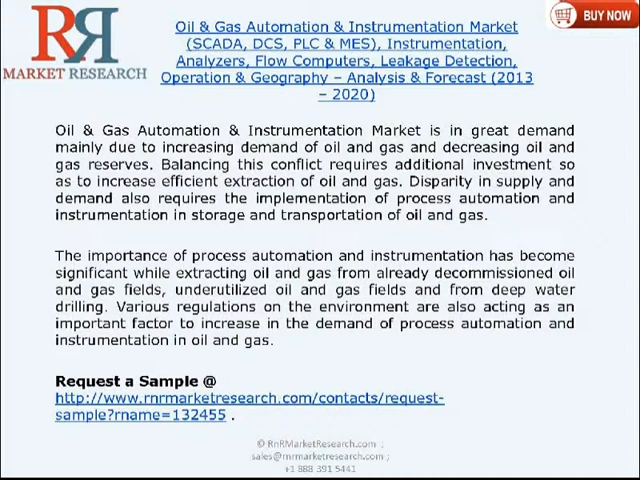 RR
MARKET RESEARCH
BUY NOW
Oil & Gas Automation & Instrumentation Market
(SCADA, DCS, PLC & MES), Instrumentation,
Analyzers, Flow Computers, Leakage Detection,
Operation & Geography – Analysis & Forecast (2013
– 2020)
Oil & Gas Automation & Instrumentation Market is in great demand
mainly due to increasing demand of oil and gas and decreasing oil and
gas reserves. Balancing this conflict requires additional investment so
as to increase efficient extraction of oil and gas. Disparity in supply and
demand also requires the implementation of process automation and
instrumentation in storage and transportation of oil and gas.
The importance of process automation and instrumentation has become
significant while extracting oil and gas from already decommissioned oil
and gas fields, underutilized oil and gas fields and from deep water
drilling. Various regulations on the environment are also acting as an
important factor to increase in the demand of process automation and
instrumentation in oil and gas.
Request a Sample @
http://www.rnrmarketresearch.com/contacts/request-
sample?rname=132455 .
© RnRMarketResearch.com ;
sales@rnrmarketresearch.com ;
+1 888 391 5441